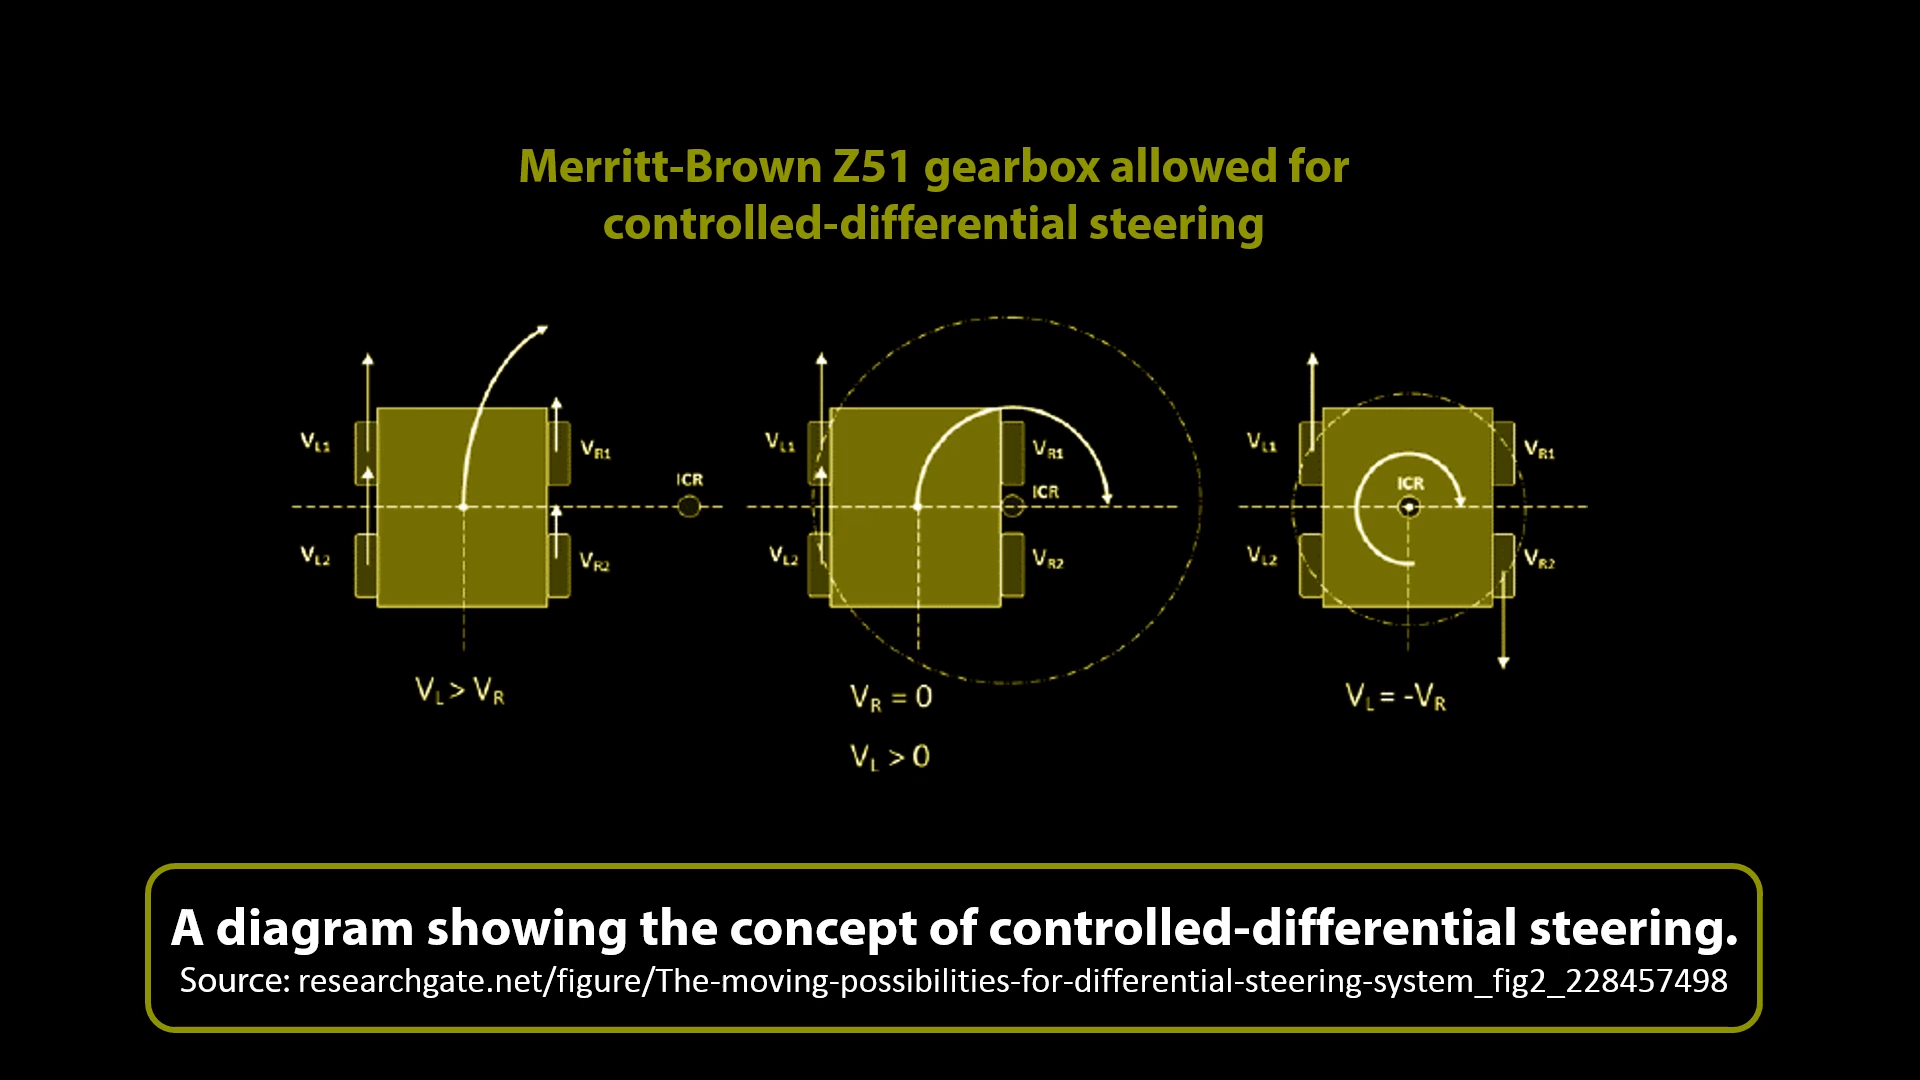 Merritt-Brown Z51 gearbox allowed for
controlled-differential steering
VL1
VR1
VL2
VR2
ICR
VL > VR
VL1
VR1
ICR
VL2
VR2
VR = 0
VL > 0
VL1
VR1
ICR
VL2
VR2
VL = -VR
A diagram showing the concept of controlled-differential steering.
Source: researchgate.net/figure/The-moving-possibilities-for-differential-steering-system_fig2_228457498